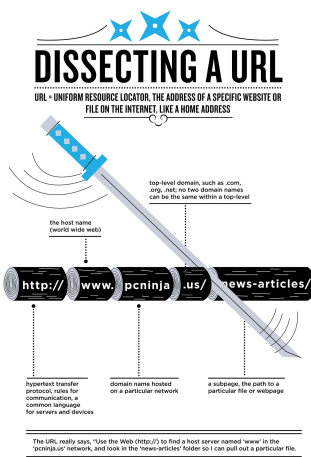 DISSECTING A URL
URL = UNIFORM RESOURCE LOCATOR, THE ADDRESS OF A SPECIFIC WEBSITE OR
FILE ON THE INTERNET, LIKE A HOME ADDRESS
top-level domain, such as .com,
.org, .net; no two domain names
can be the same within a top-level
the host name
(world wide web)
http:// www. pcninja .us/ news-articles/
hypertext transfer
protocol, rules for
communication, a
common language
for servers and devices
domain name hosted
on a particular network
a subpage, the path to a
particular file or webpage
The URL really says, "Use the Web (http://) to find a host server named 'www' in the
'pcninja.us' network, and look in the 'news-articles' folder so I can pull out a particular file.